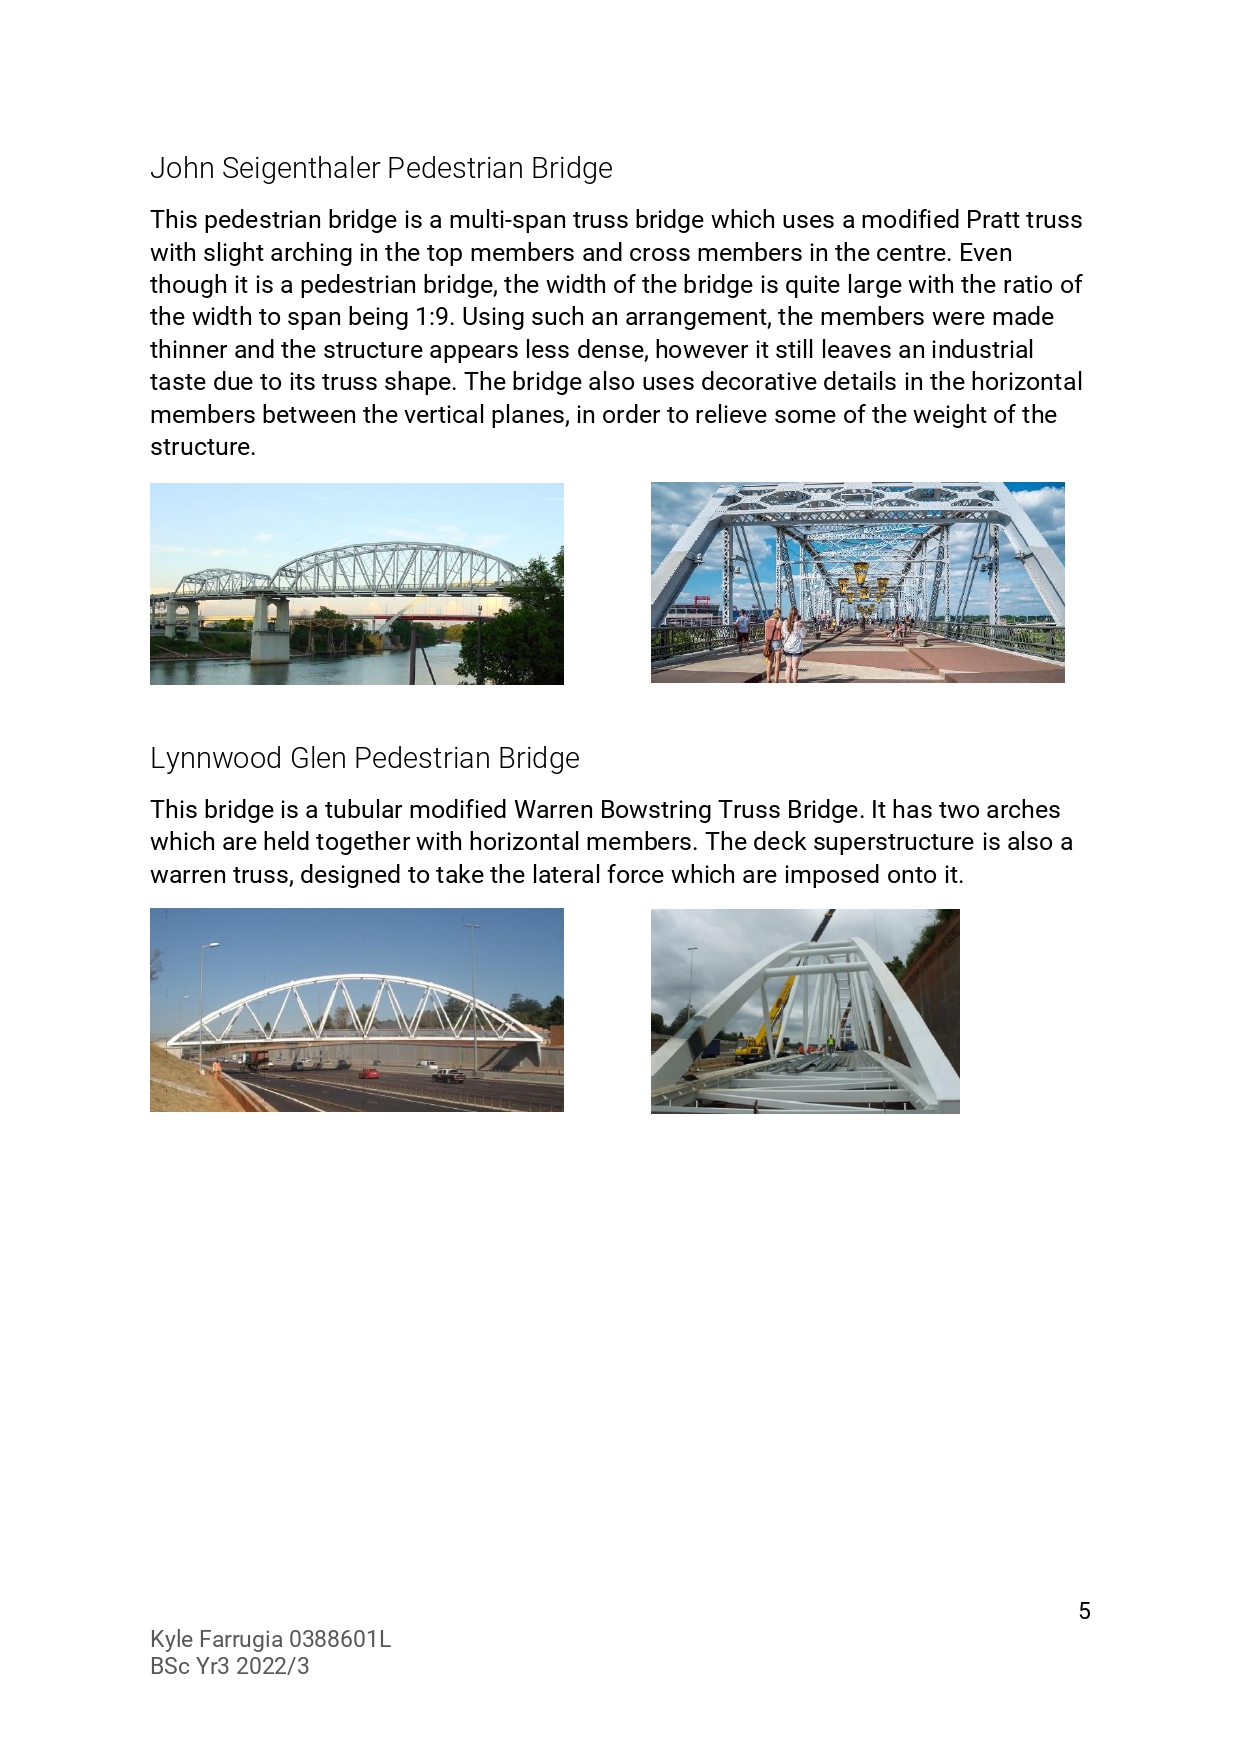 John Seigenthaler Pedestrian Bridge
This pedestrian bridge is a multi-span truss bridge which uses a modified Pratt truss
with slight arching in the top members and cross members in the centre. Even
though it is a pedestrian bridge, the width of the bridge is quite large with the ratio of
the width to span being 1:9. Using such an arrangement, the members were made
thinner and the structure appears less dense, however it still leaves an industrial
taste due to its truss shape. The bridge also uses decorative details in the horizontal
members between the vertical planes, in order to relieve some of the weight of the
structure.
Lynnwood Glen Pedestrian Bridge
This bridge is a tubular modified Warren Bowstring Truss Bridge. It has two arches
which are held together with horizontal members. The deck superstructure is also a
warren truss, designed to take the lateral force which are imposed onto it.
5
Kyle Farrugia 0388601L
BSc Yr3 2022/3